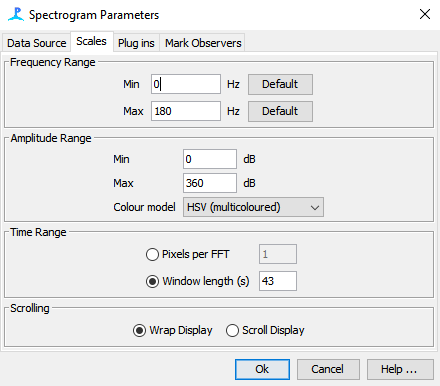 Spectrogram Parameters
Data Source Scales Plug ins Mark Observers
Frequency Range
Min 0 Hz Default
Max 180 Hz Default
Amplitude Range
Min 0 dB
Max 360 dB
Colour model HSV (multicoloured)
Time Range
Pixels per FFT 1
Window length (s) 43
Scrolling
Wrap Display Scroll Display
Ok Cancel Help ...